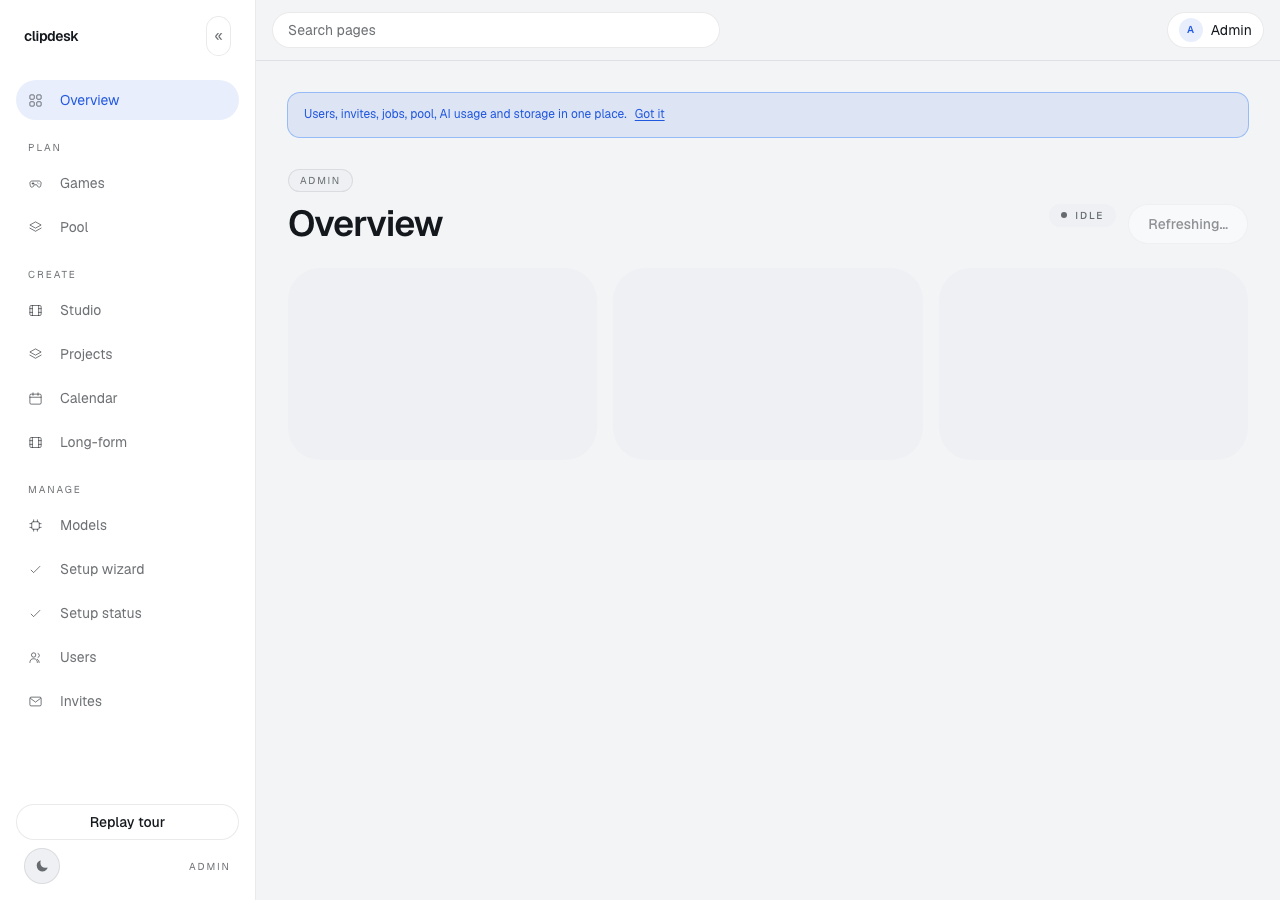 clipdesk
«
Search pages
A Admin
Overview
PLAN
Games
Pool
CREATE
Studio
Projects
Calendar
Long-form
MANAGE
Models
Setup wizard
Setup status
Users
Invites
Replay tour
ADMIN
Users, invites, jobs, pool, AI usage and storage in one place. Got it
ADMIN
Overview
IDLE
Refreshing...